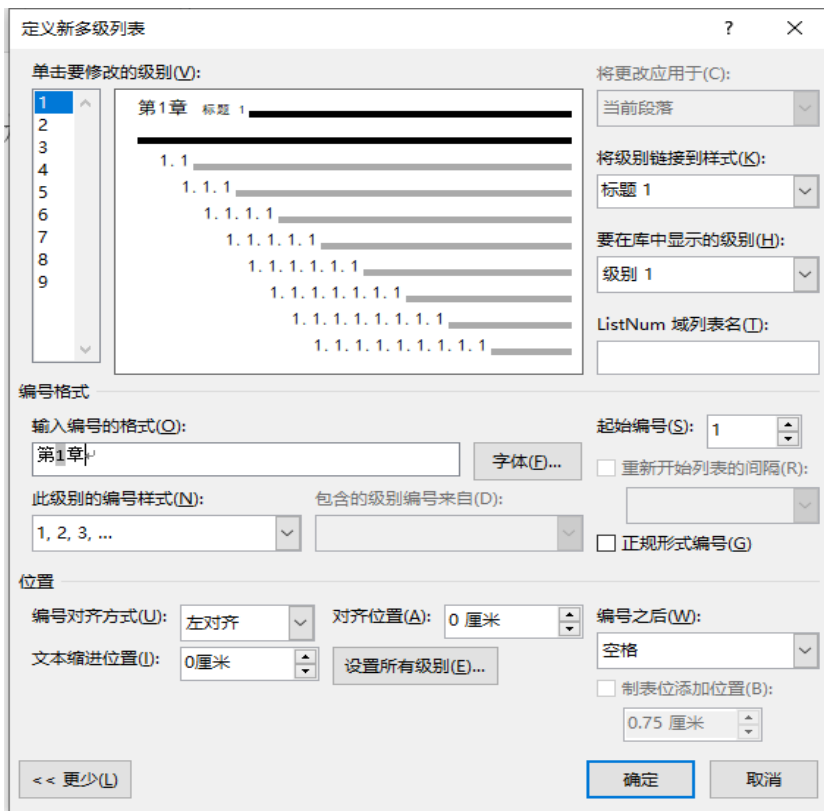 定义新多级列表 ?
单击要修改的级别(V):
将更改应用于(C):
当前段落
1
2
3
4
5
6
7
8
9
第1章 标题 1
1. 1
1. 1. 1
1. 1. 1. 1
1. 1. 1. 1. 1
1. 1. 1. 1. 1. 1
1. 1. 1. 1. 1. 1. 1
1. 1. 1. 1. 1. 1. 1. 1
1. 1. 1. 1. 1. 1. 1. 1. 1
将级别链接到样式(K):
标题 1
要在库中显示的级别(H):
级别 1
ListNum 域列表名(T):
编号格式
输入编号的格式(O):
第1章
字体(F)...
起始编号(S): 1
重新开始列表的间隔(R):
此级别的编号样式(N):
1, 2, 3, ...
包含的级别编号来自(D):
正规形式编号(G)
位置
编号对齐方式(U): 左对齐
对齐位置(A): 0 厘米
编号之后(W):
空格
文本缩进位置(I): 0厘米
设置所有级别(E)...
制表位添加位置(B):
0.75 厘米
<< 更少(L)
确定
取消